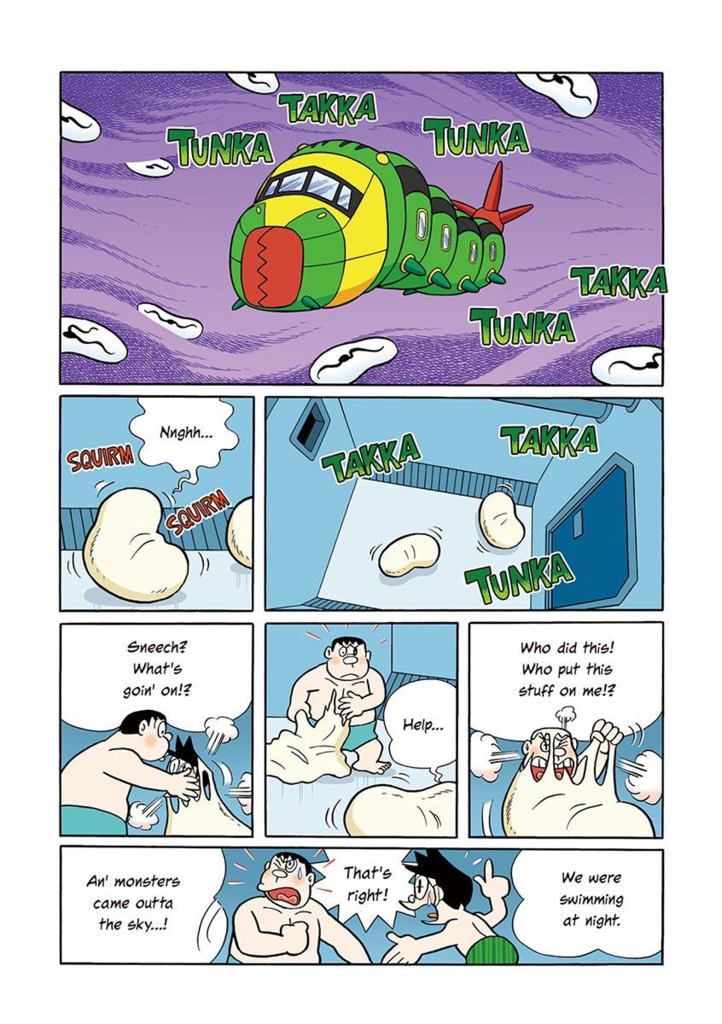 TAKKA
TUNKA
TUNKA
TAKKA
TUNKA
TAKKA
TAKKA
TUNKA
Nnghh...
SQUIRM
SQUIRM
Who did this!
Who put this
stuff on me!?
Help...
Sneech?
What's
goin' on!?
We were
swimming
at night.
That's
right!
An' monsters
came outta
the sky...!